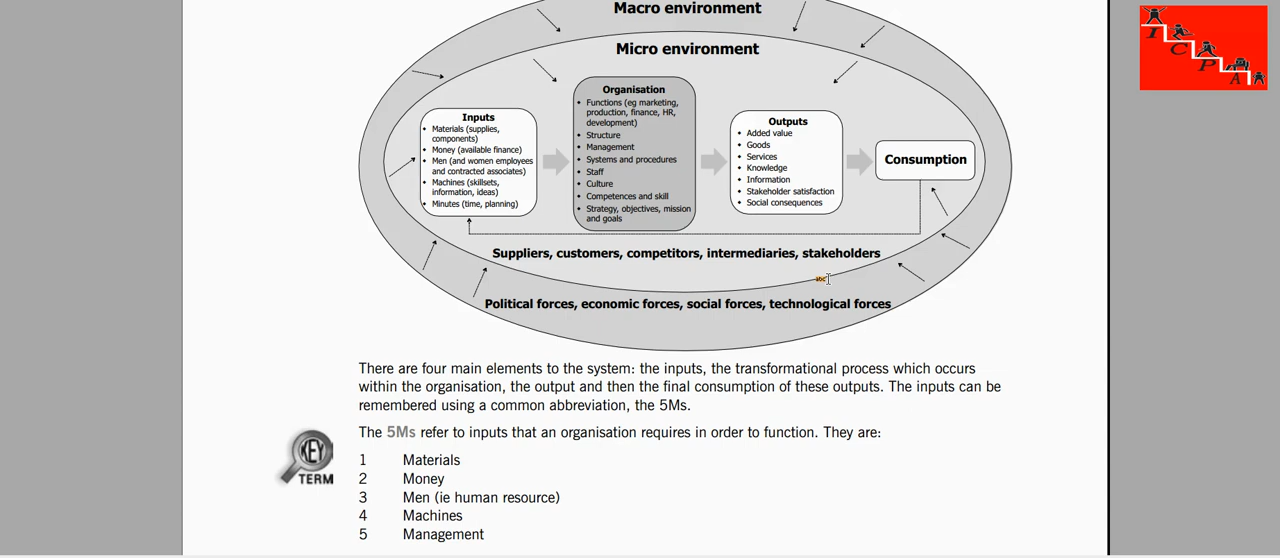 Macro environment
Micro environment
Organisation
• Functions (eg marketing,
production, finance, HR,
development)
• Structure
• Management
• Systems and procedures
• Staff
• Culture
• Competences and skill
• Strategy, objectives, mission
and goals
Inputs
• Materials (supplies,
components)
• Money (available finance)
• Men (and women employees
and contracted associates)
• Machines (skillsets,
information, ideas)
• Minutes (time, planning)
Outputs
• Added value
• Goods
• Services
• Knowledge
• Information
• Stakeholder satisfaction
• Social consequences
Consumption
Suppliers, customers, competitors, intermediaries, stakeholders
abc
Political forces, economic forces, social forces, technological forces
There are four main elements to the system: the inputs, the transformational process which occurs
within the organisation, the output and then the final consumption of these outputs. The inputs can be
remembered using a common abbreviation, the 5Ms.
The 5Ms refer to inputs that an organisation requires in order to function. They are:
KEY
TERM
1 Materials
2 Money
3 Men (ie human resource)
4 Machines
5 Management
I
C
P
A